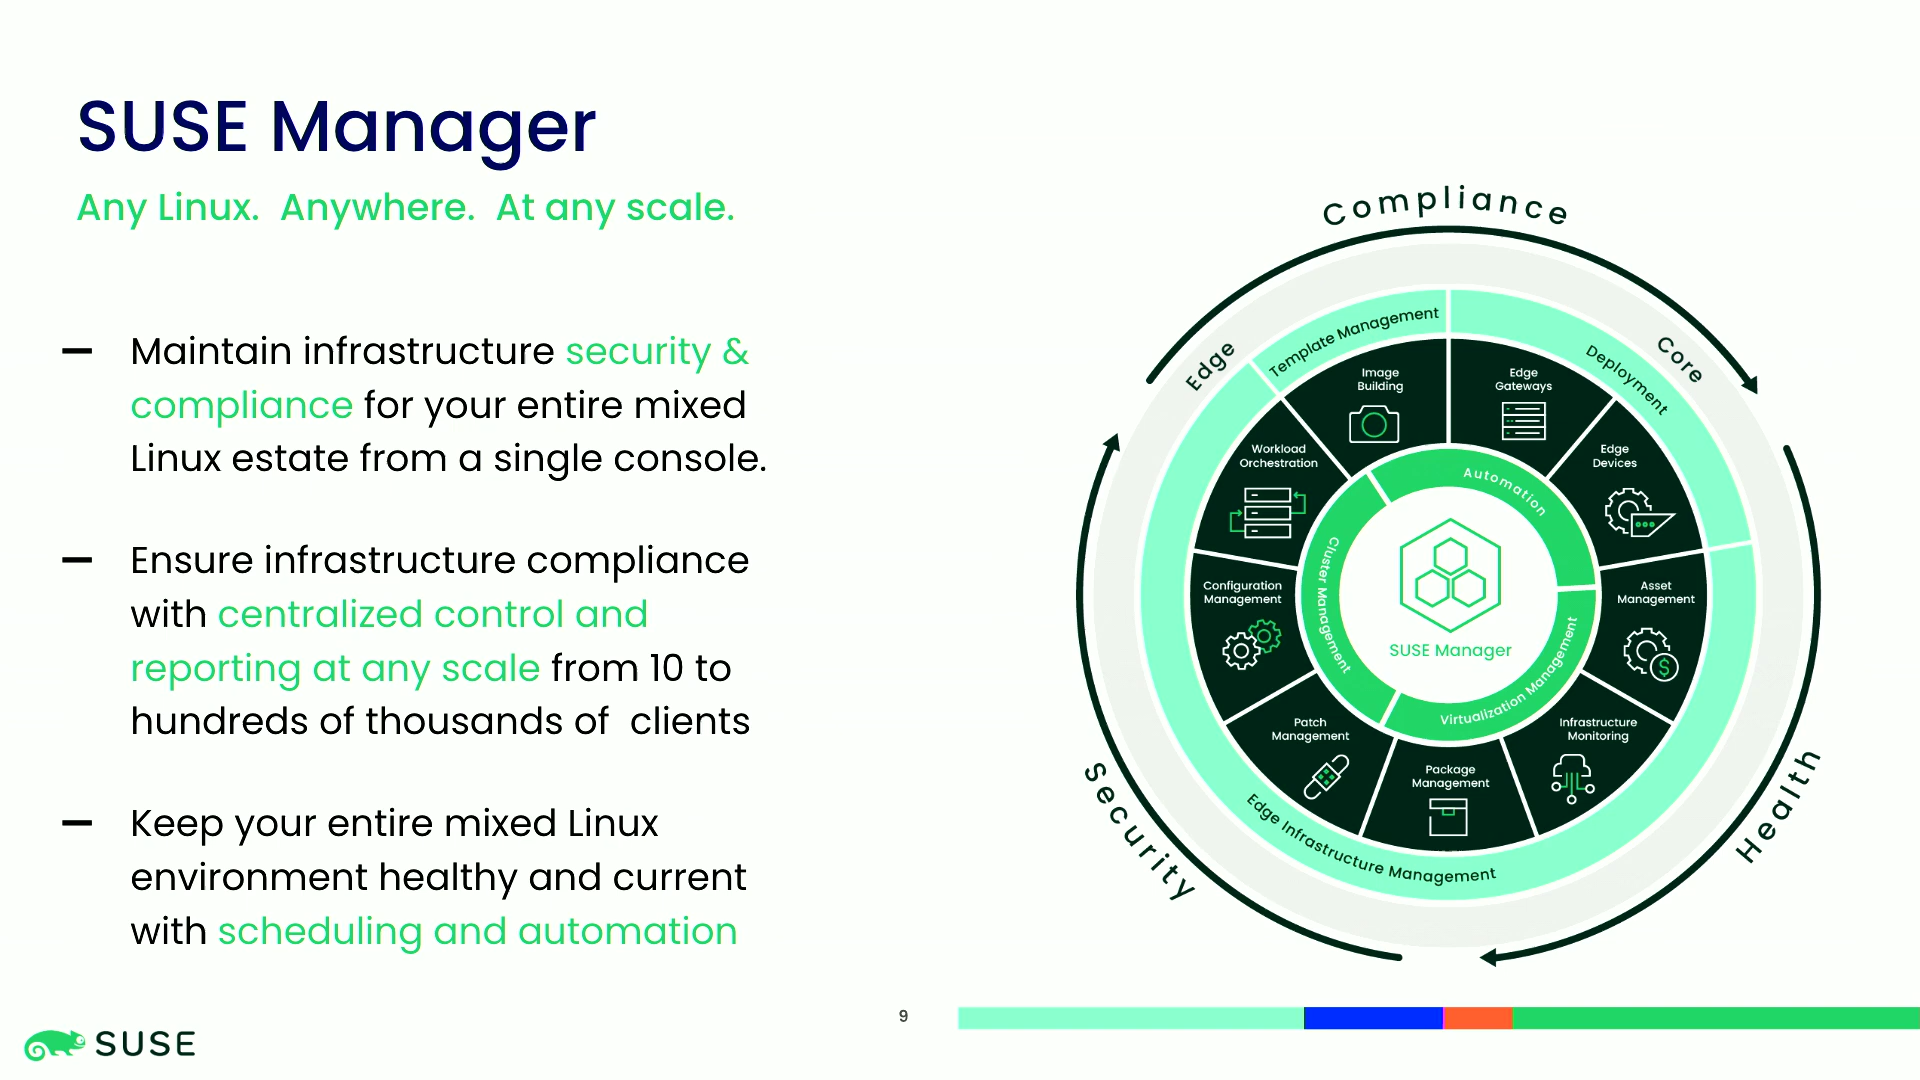 SUSE Manager
Any Linux.  Anywhere.  At any scale.
– Maintain infrastructure security &
compliance for your entire mixed
Linux estate from a single console.
– Ensure infrastructure compliance
with centralized control and
reporting at any scale from 10 to
hundreds of thousands of  clients
– Keep your entire mixed Linux
environment healthy and current
with scheduling and automation
Compliance
Edge
Core
Template Management
Deployment
Image
Building
Edge
Gateways
Workload
Orchestration
Edge
Devices
Automation
Cluster Management
Virtualization Management
SUSE Manager
Configuration
Management
Asset
Management
Patch
Management
Infrastructure
Monitoring
$
Package
Management
Edge Infrastructure Management
Security
Health
9
SUSE